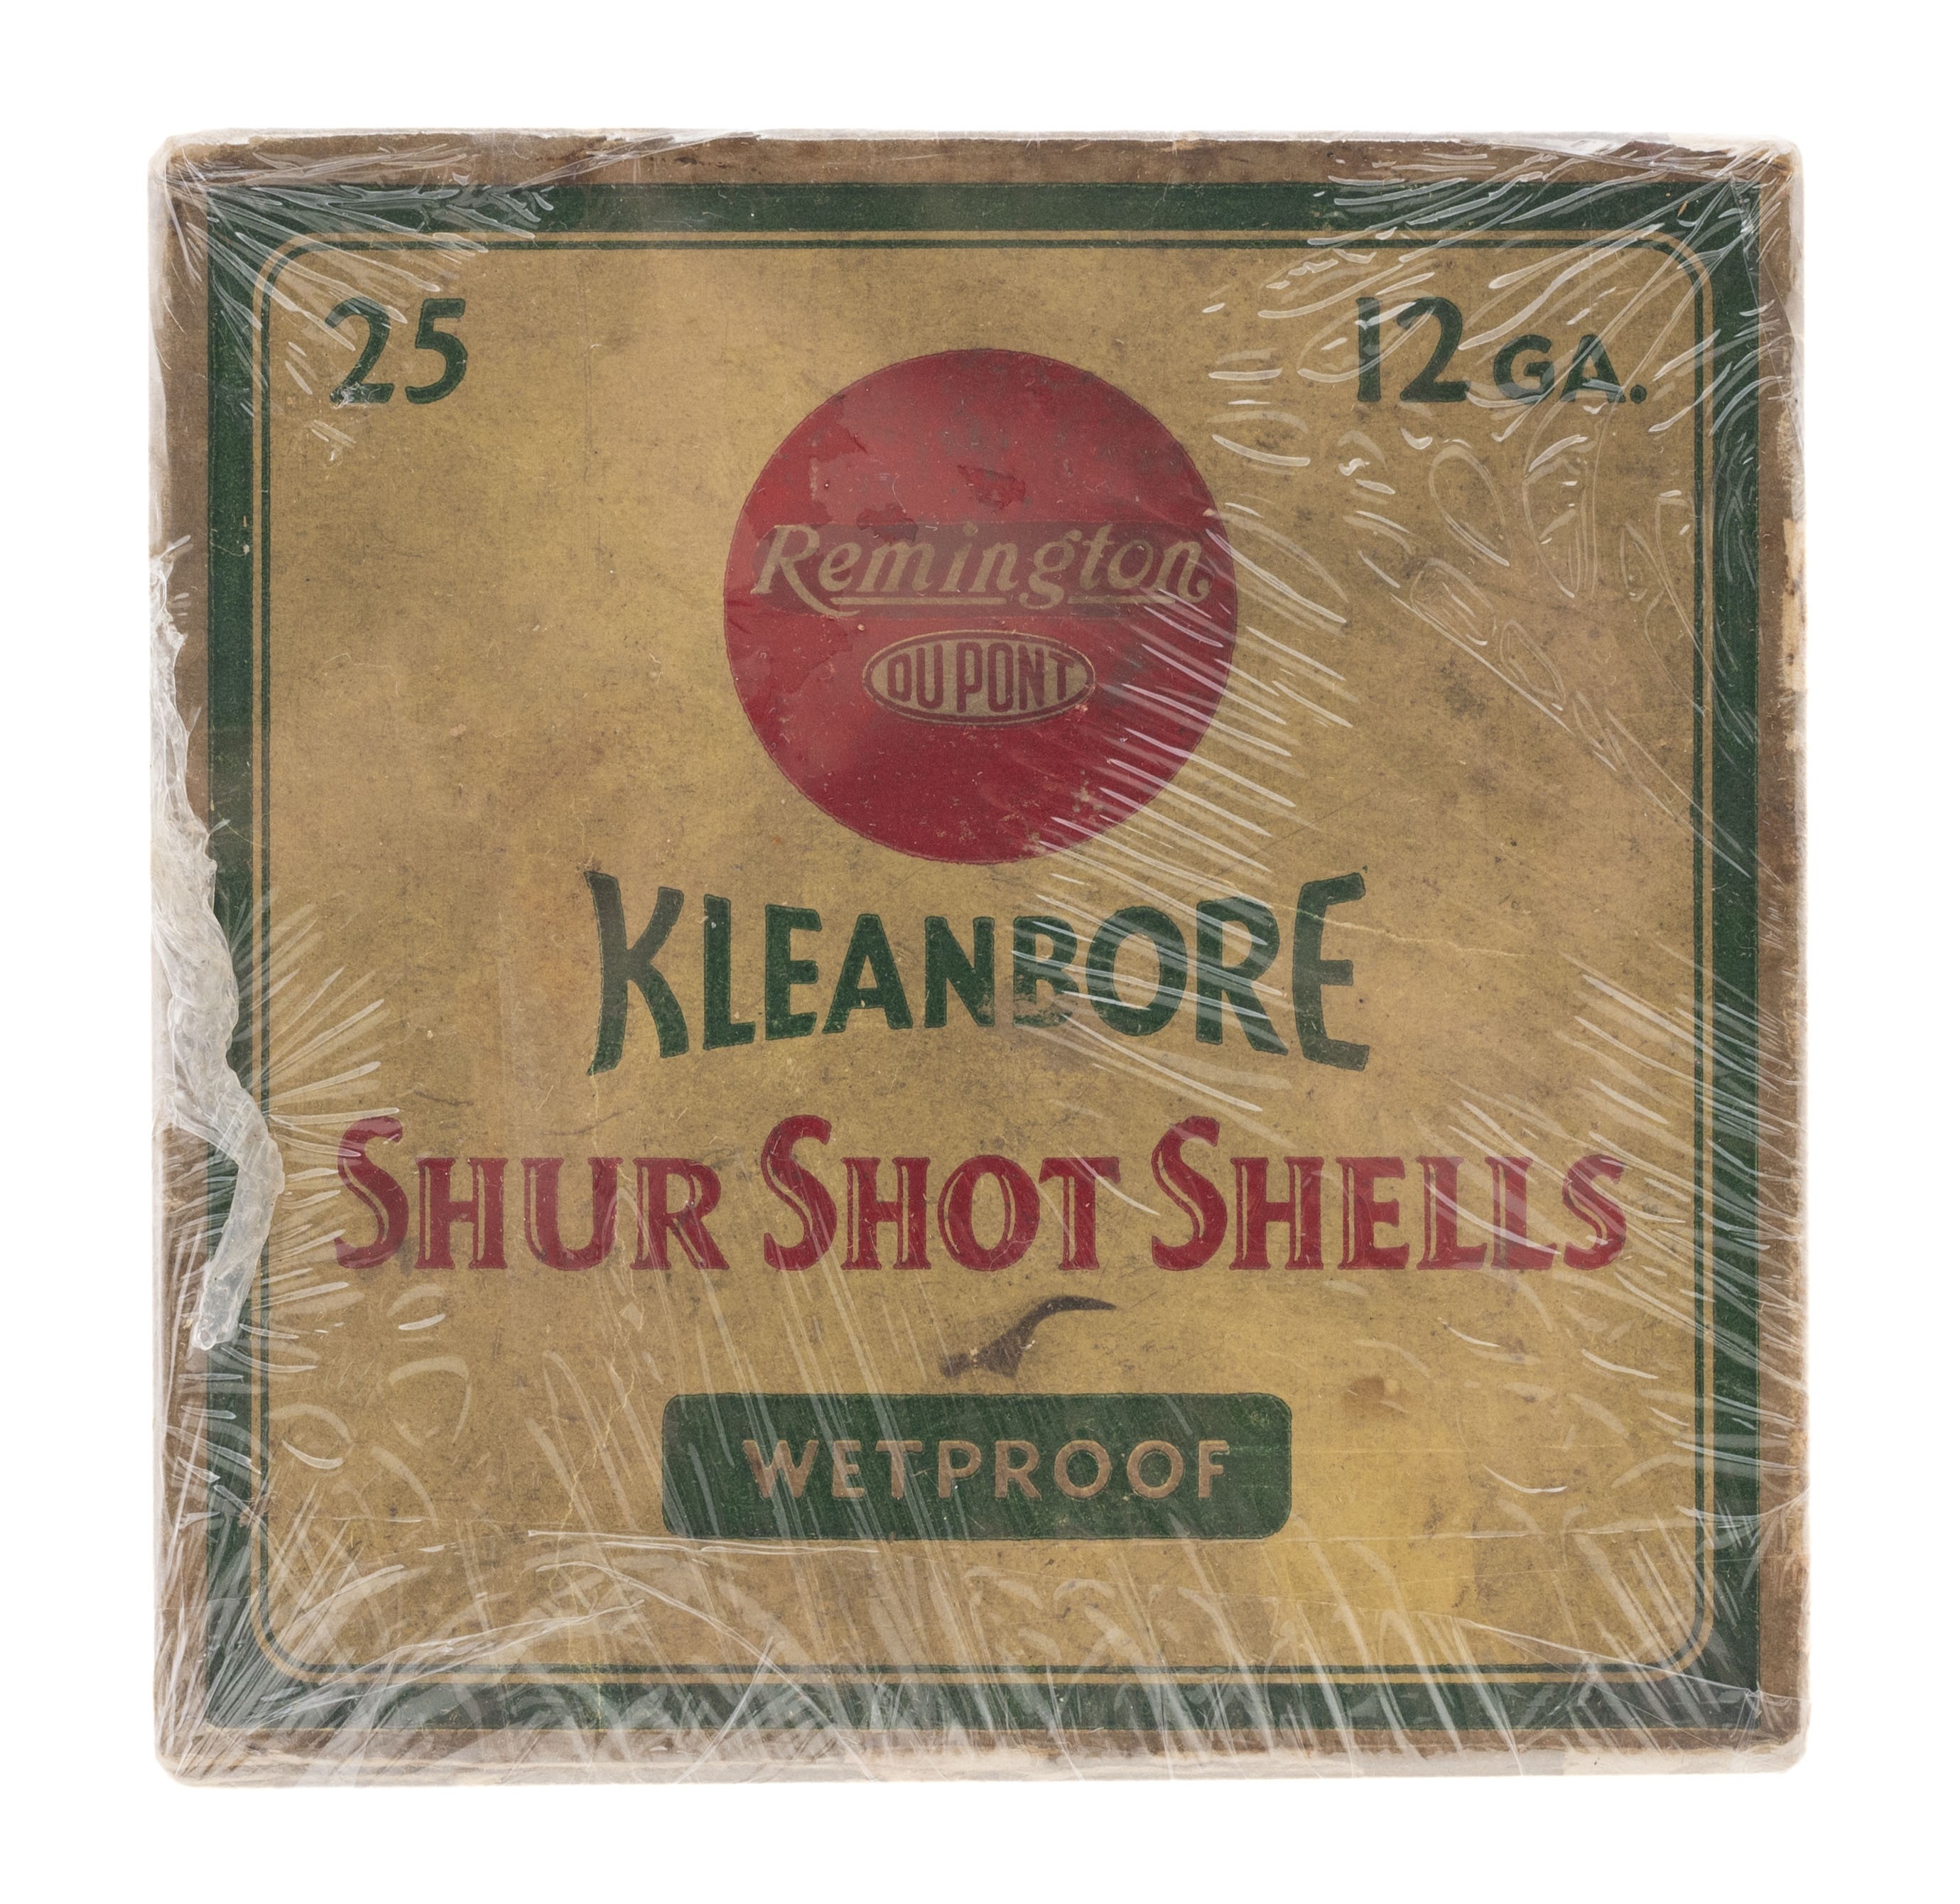 25
12 GA.
Remington
DU PONT
KLEANBORE
SHUR SHOT SHELLS
WETPROOF